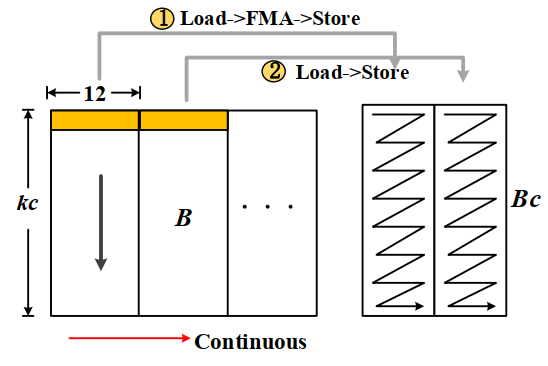 1 Load->FMA->Store
2 Load->Store
12
kc
B
. . .
Bc
Continuous